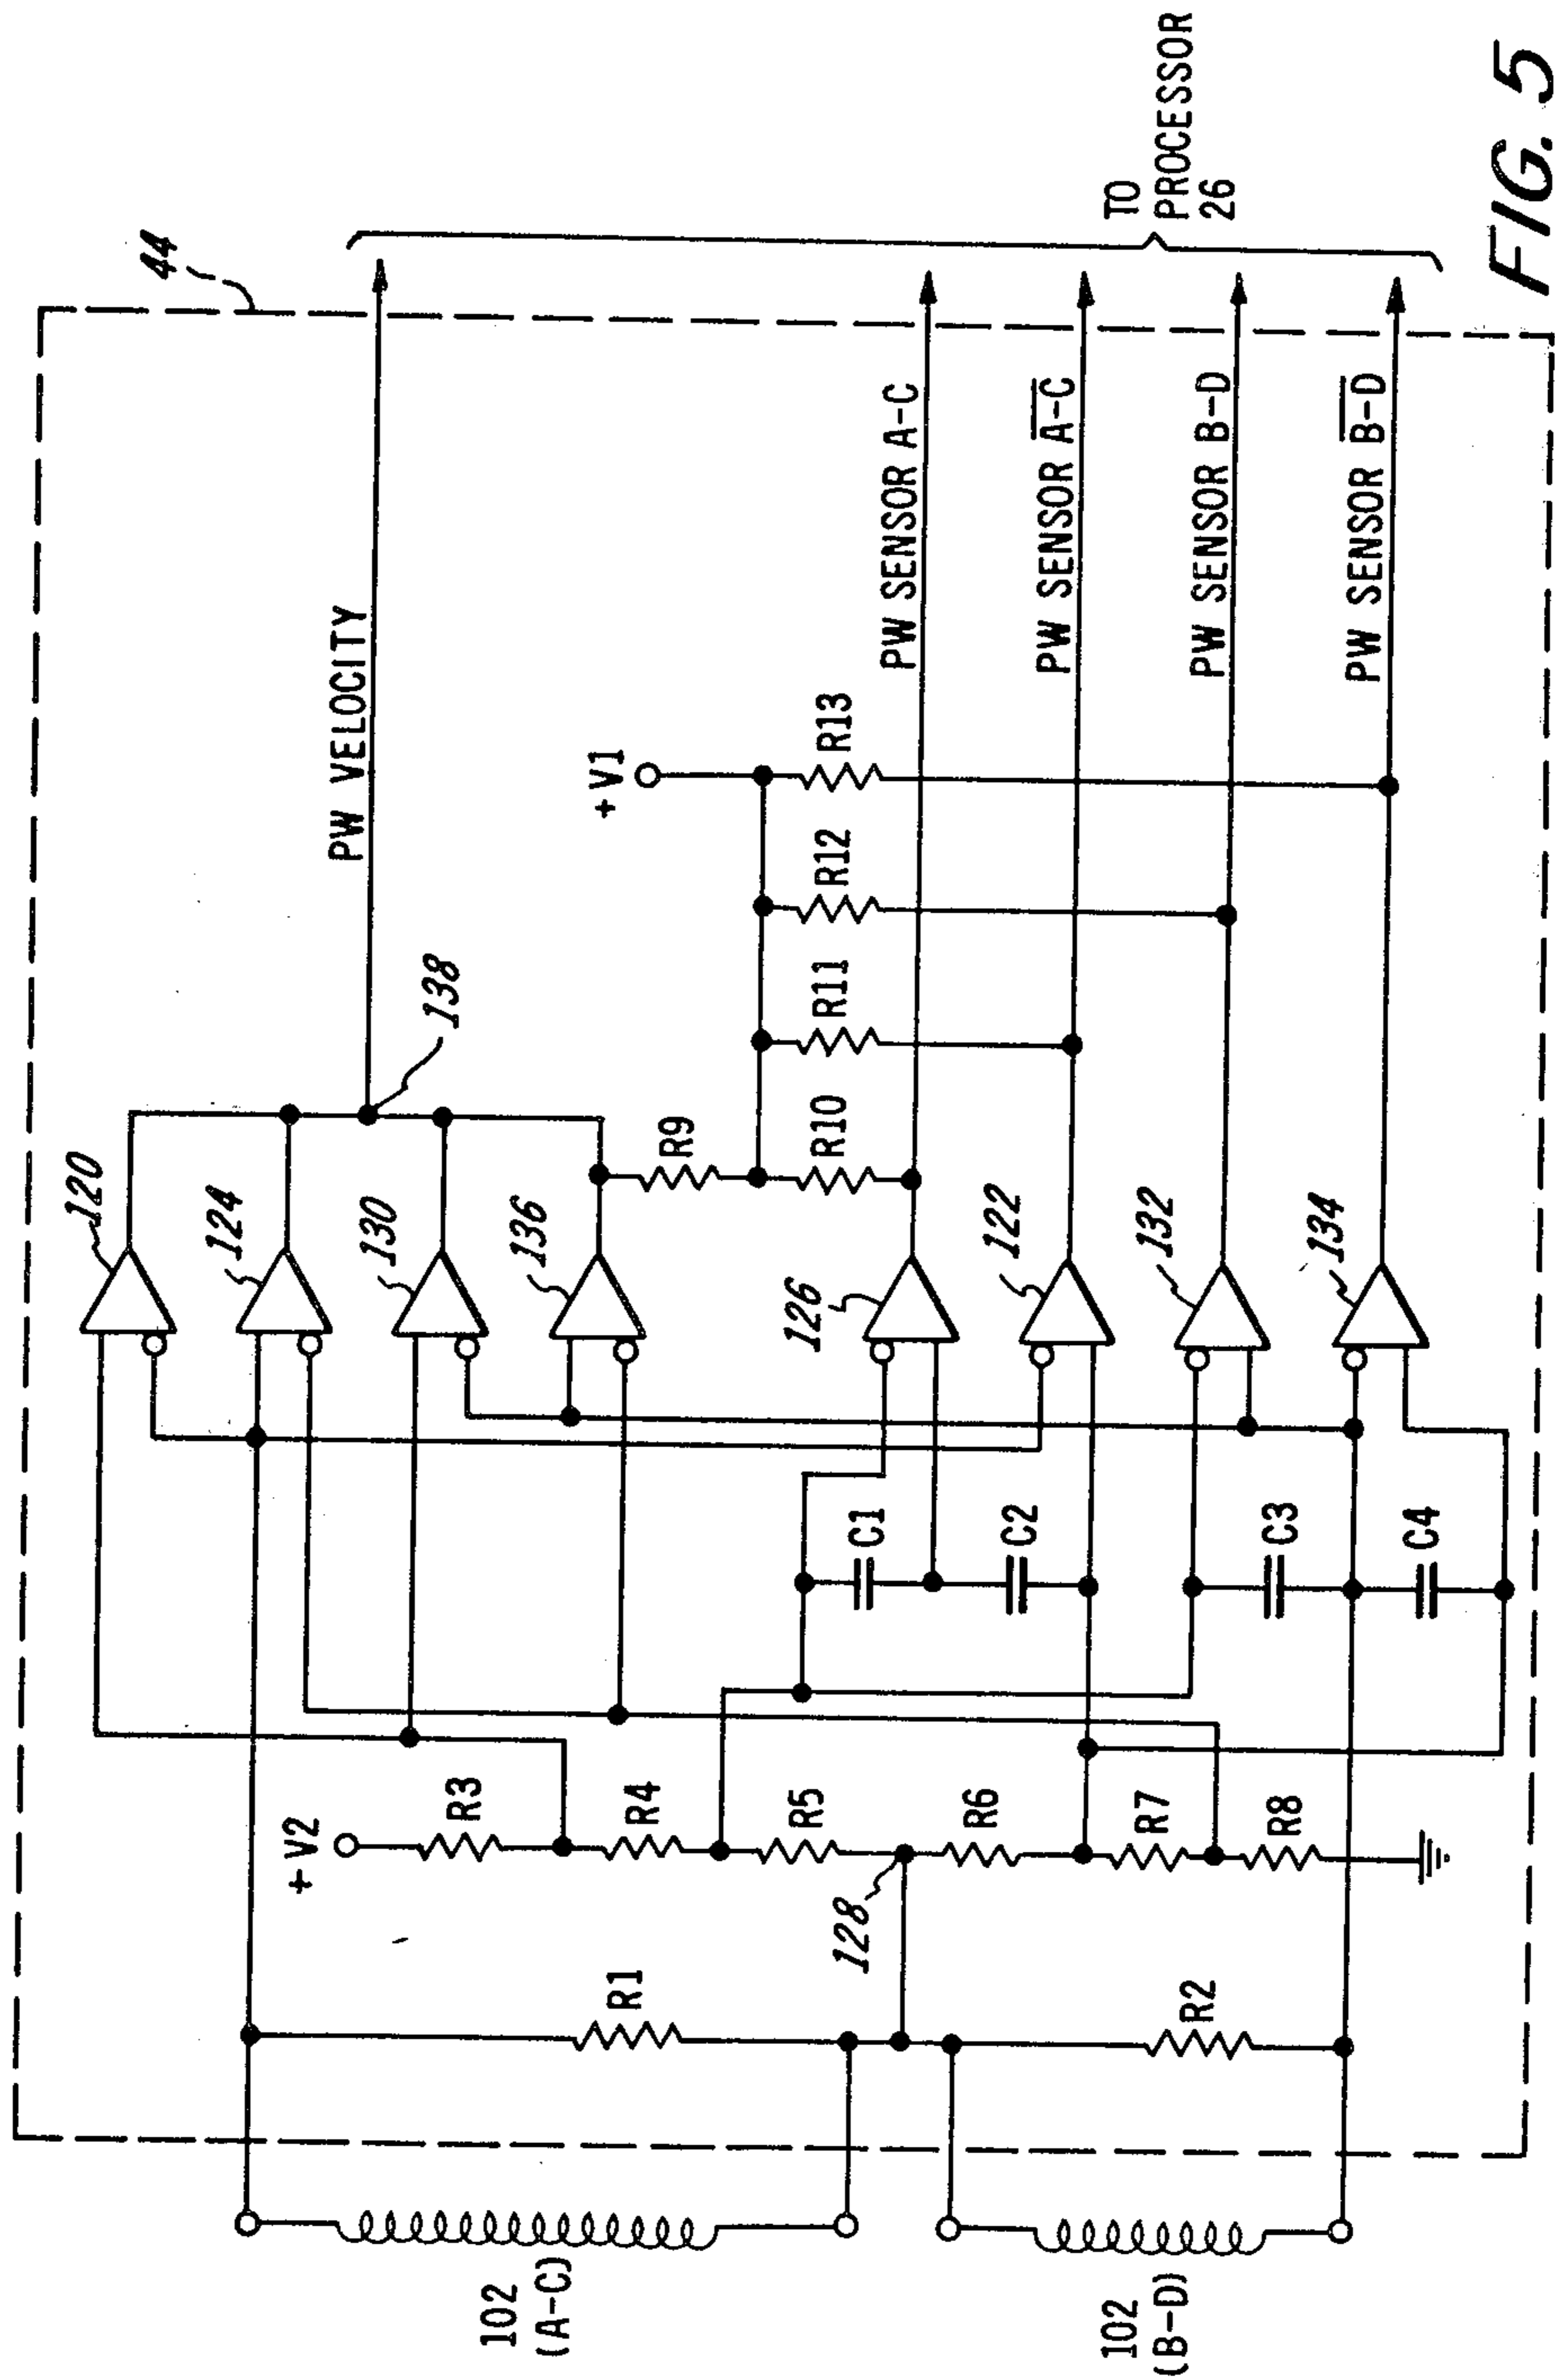 44
120
124
130
136
138
PW VELOCITY
+V1
+V2
R3
R4
R5
R6
R7
R8
128
R1
R2
102
(A-C)
102
(B-D)
C1
C2
C3
C4
126
122
132
134
R9
R10
R11
R12
R13
PW SENSOR A-C
PW SENSOR A̅-̅C̅
PW SENSOR B-D
PW SENSOR B̅-̅D̅
TO
PROCESSOR
26
FIG. 5